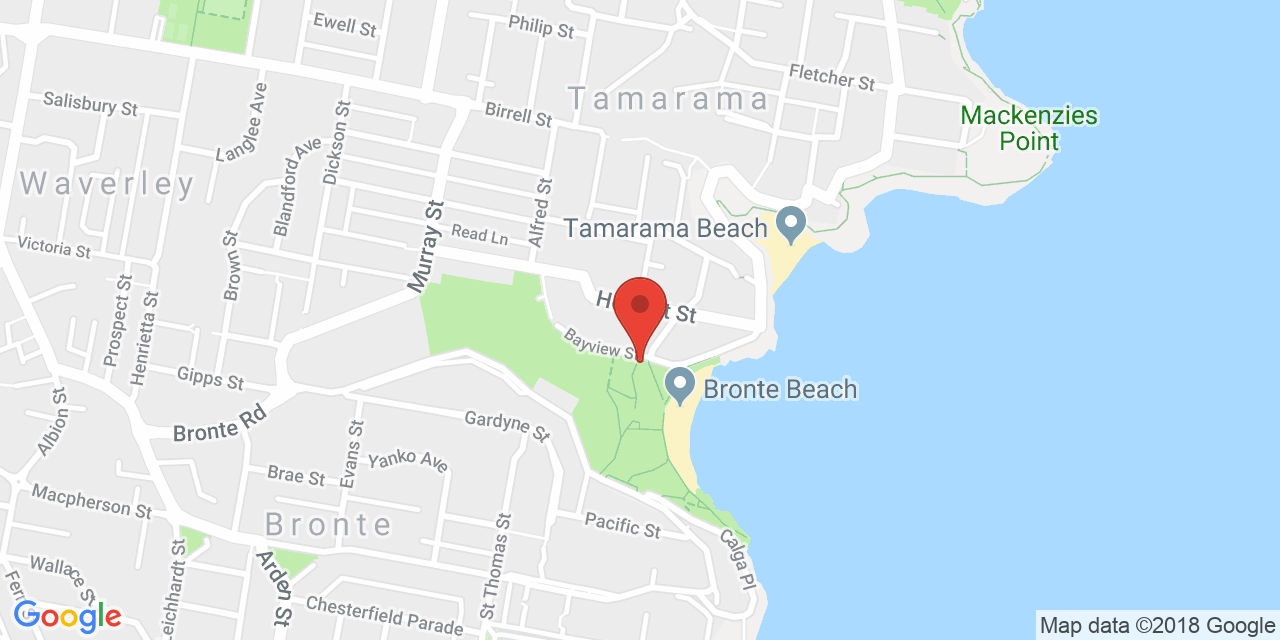 Ewell St
Philip St
Fletcher St
Tamarama
Salisbury St
Langlee Ave
Dickson St
Birrell St
Mackenzies
Point
Waverley
Blandford Ave
Murray St
Alfred St
Read Ln
Tamarama Beach
Victoria St
Brown St
Prospect St
Henrietta St
St
Bayview S
Gipps St
Bronte Beach
Albion St
Bronte Rd
Gardyne St
Evans St
Yanko Ave
Brae St
Macpherson St
Bronte
Pacific St
St Thomas St
Calga Pl
Wallace St
Leichhardt St
Arden St
Chesterfield Parade
Google
Map data ©2018 Google